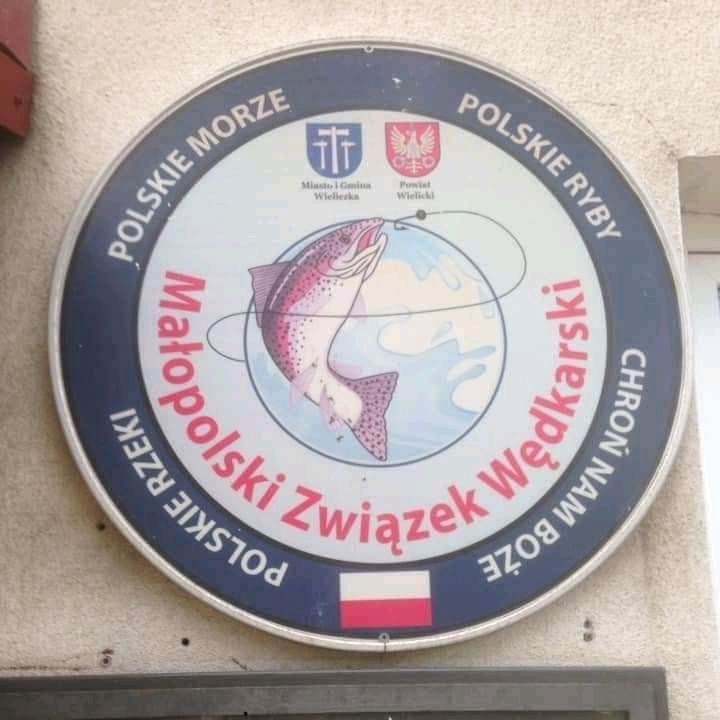 POLSKIE MORZE
POLSKIE RYBY
Miasto i Gmina
Wieliczka
Powiat
Wielicki
Małopolski Związek Wędkarski
POLSKIE RZEKI
CHROŃ NAM BOŻE